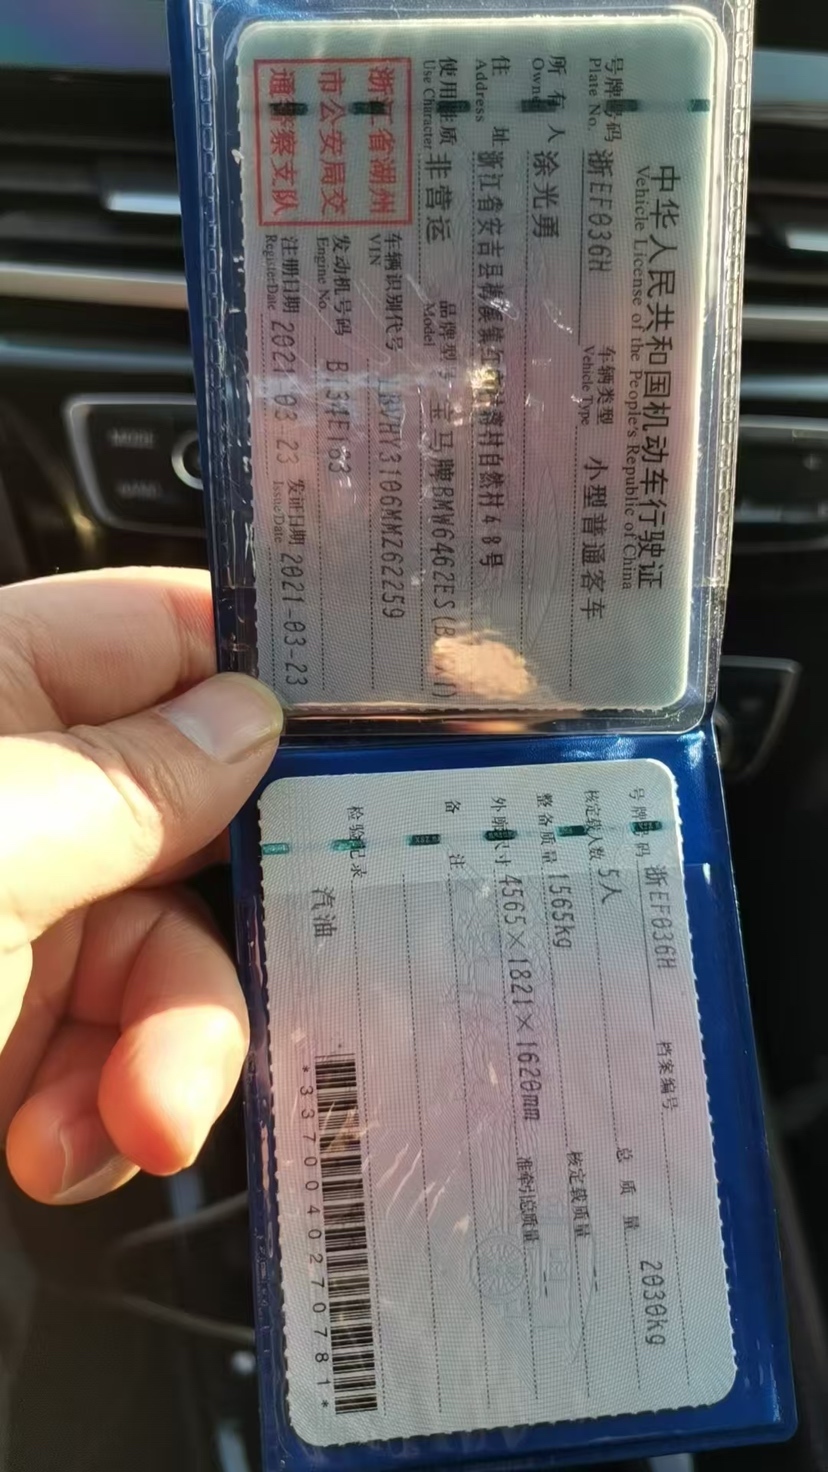 中华人民共和国机动车行驶证
Vehicle License of the People's Republic of China
号牌号码 浙EF036H 车辆类型 小型普通客车
Plate No. Vehicle Type
所有人 涂光勇
Owner
住址 浙江省安吉县 村自然村48号
Address
使用性质 非营运 品牌型号 宝马牌BMW6462ES(
Use Character Model
浙江省湖州
市公安局交
通警察支队
车辆识别代号 HY3106MMZ62259
VIN
发动机号码 B134E183
Engine No.
注册日期 2021-03-23 发证日期 2021-03-23
Register Date Issue Date
号牌号码 浙EF036H 档案编号
核定载人数 5人 总质量 2030kg
整备质量 1565kg 核定载质量 --
外廓尺寸 4565×1821×1620mm 准牵引总质量 --
备注
检验记录
汽油
*3370040270781*